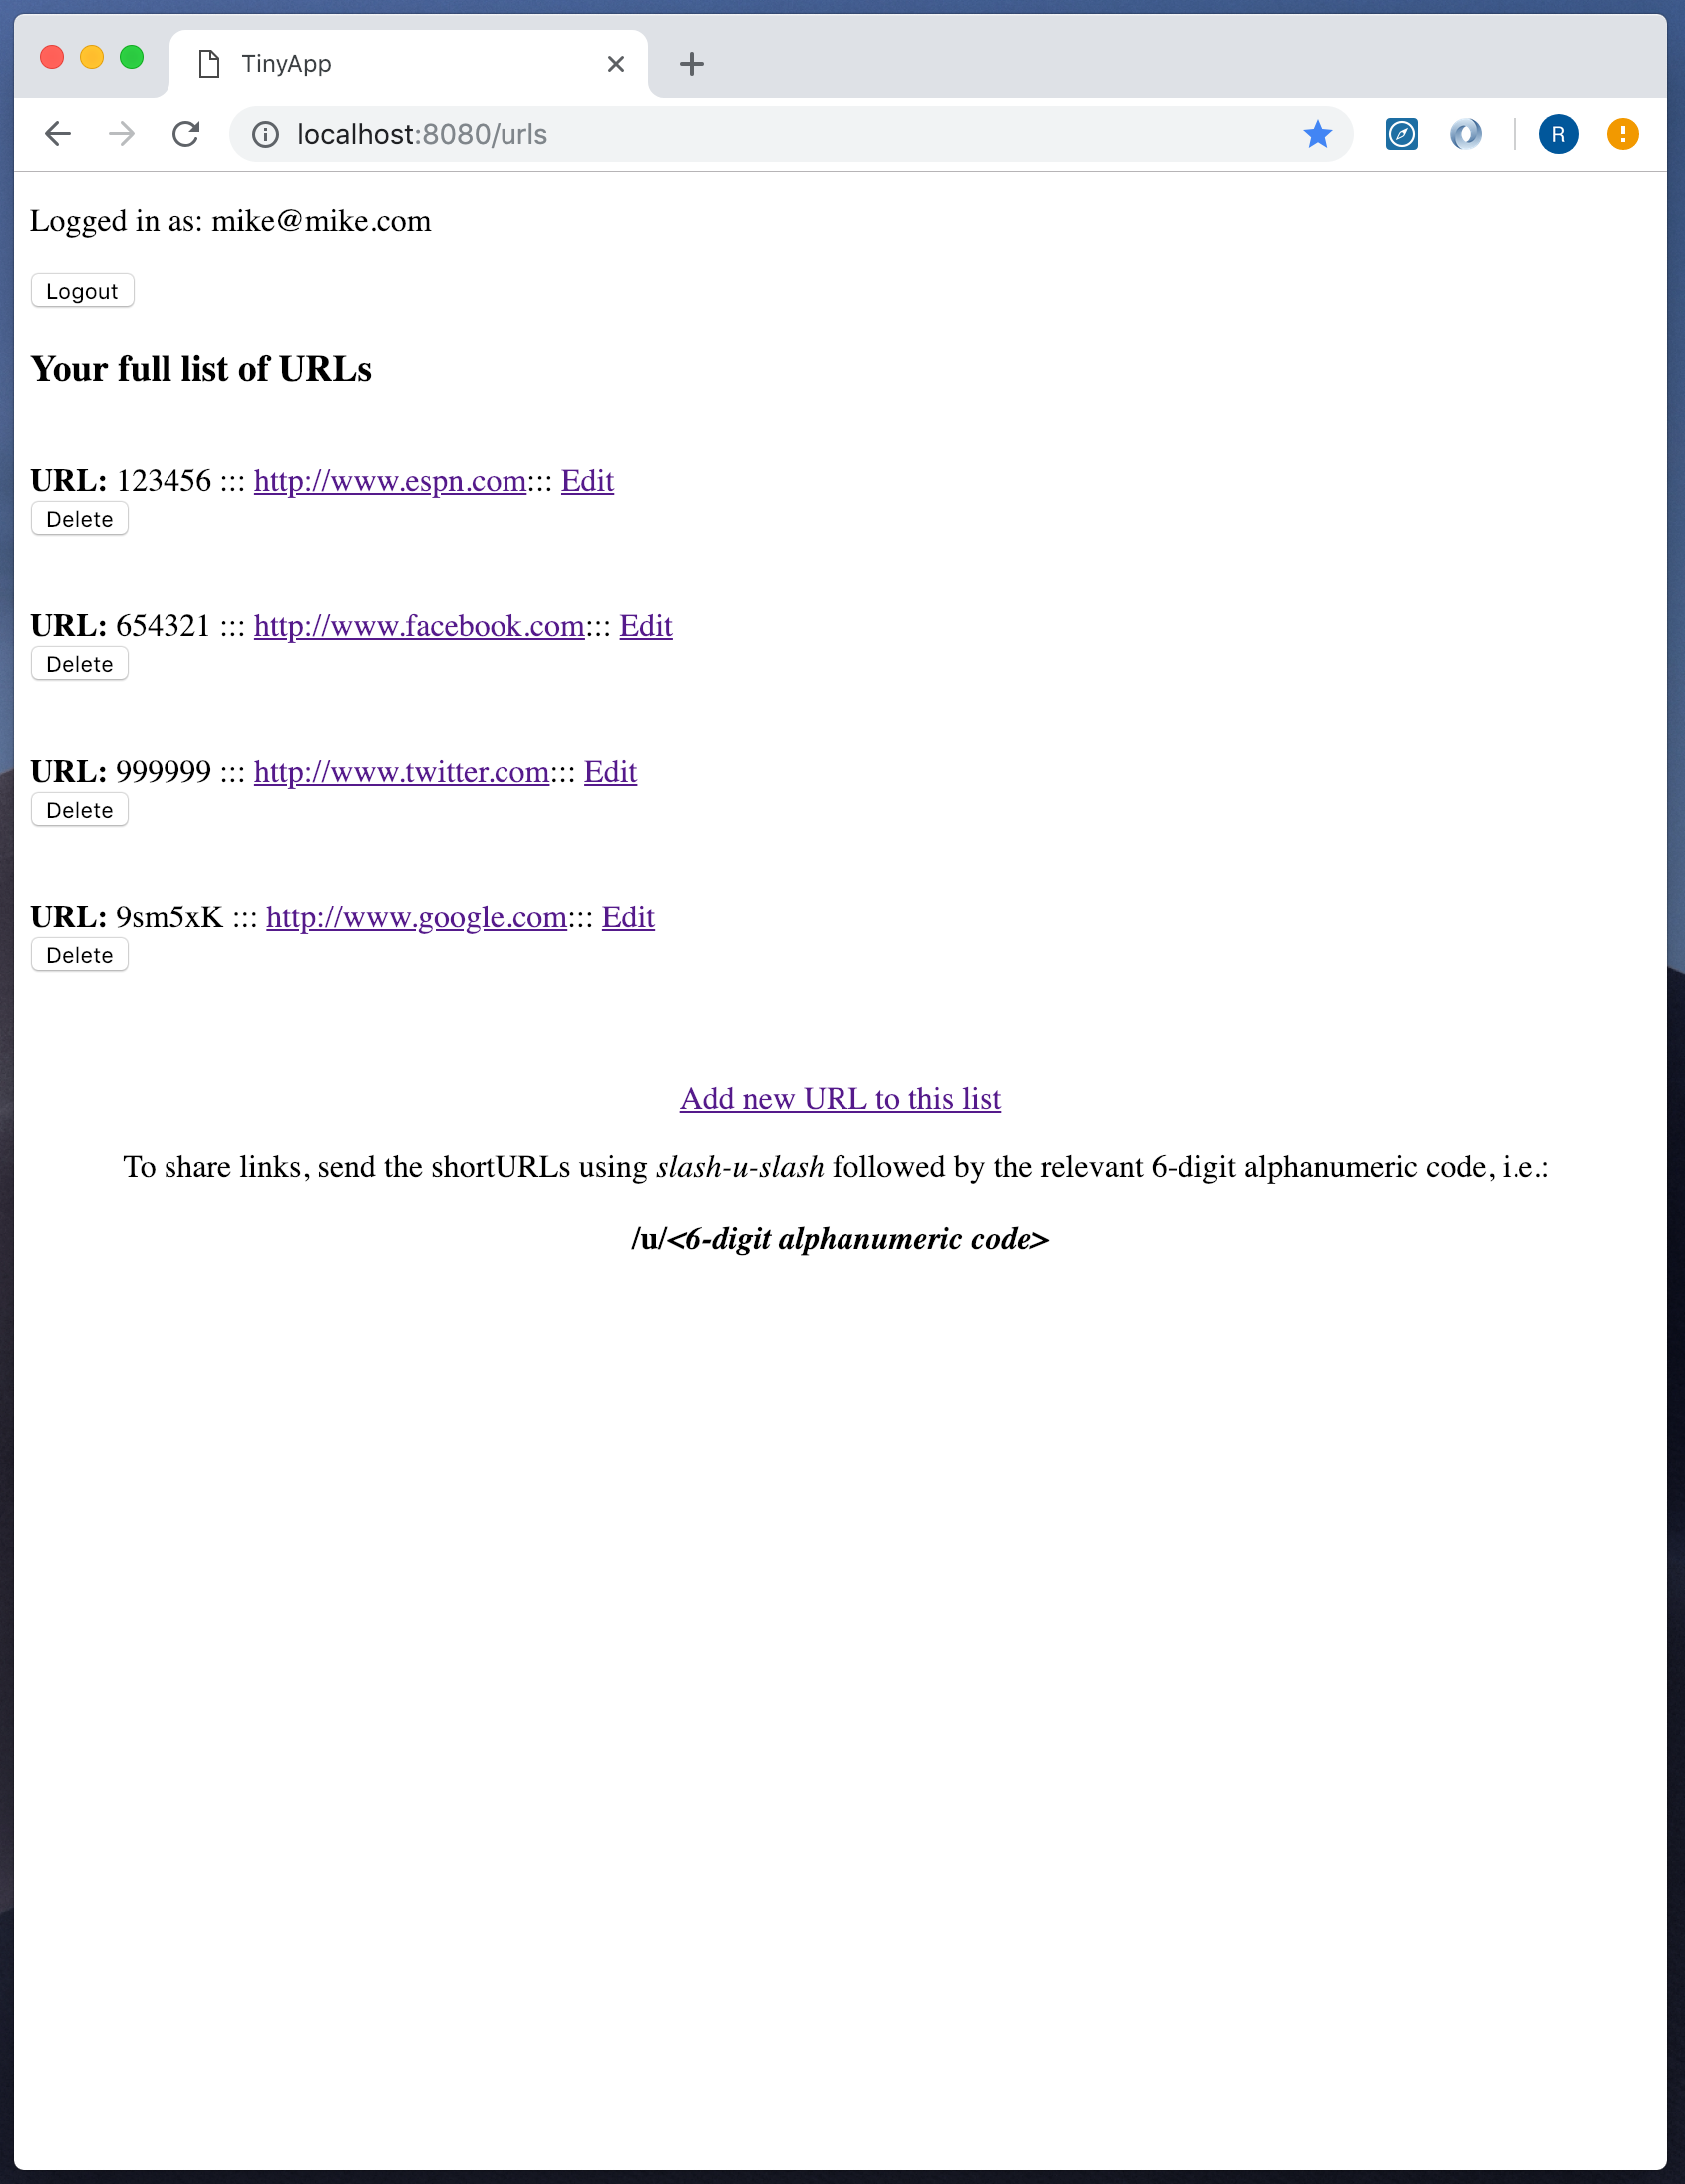 TinyApp
localhost:8080/urls
R
Logged in as: mike@mike.com
Logout
Your full list of URLs
URL: 123456 ::: http://www.espn.com::: Edit
Delete
URL: 654321 ::: http://www.facebook.com::: Edit
Delete
URL: 999999 ::: http://www.twitter.com::: Edit
Delete
URL: 9sm5xK ::: http://www.google.com::: Edit
Delete
Add new URL to this list
To share links, send the shortURLs using slash-u-slash followed by the relevant 6-digit alphanumeric code, i.e.:
/u/<6-digit alphanumeric code>